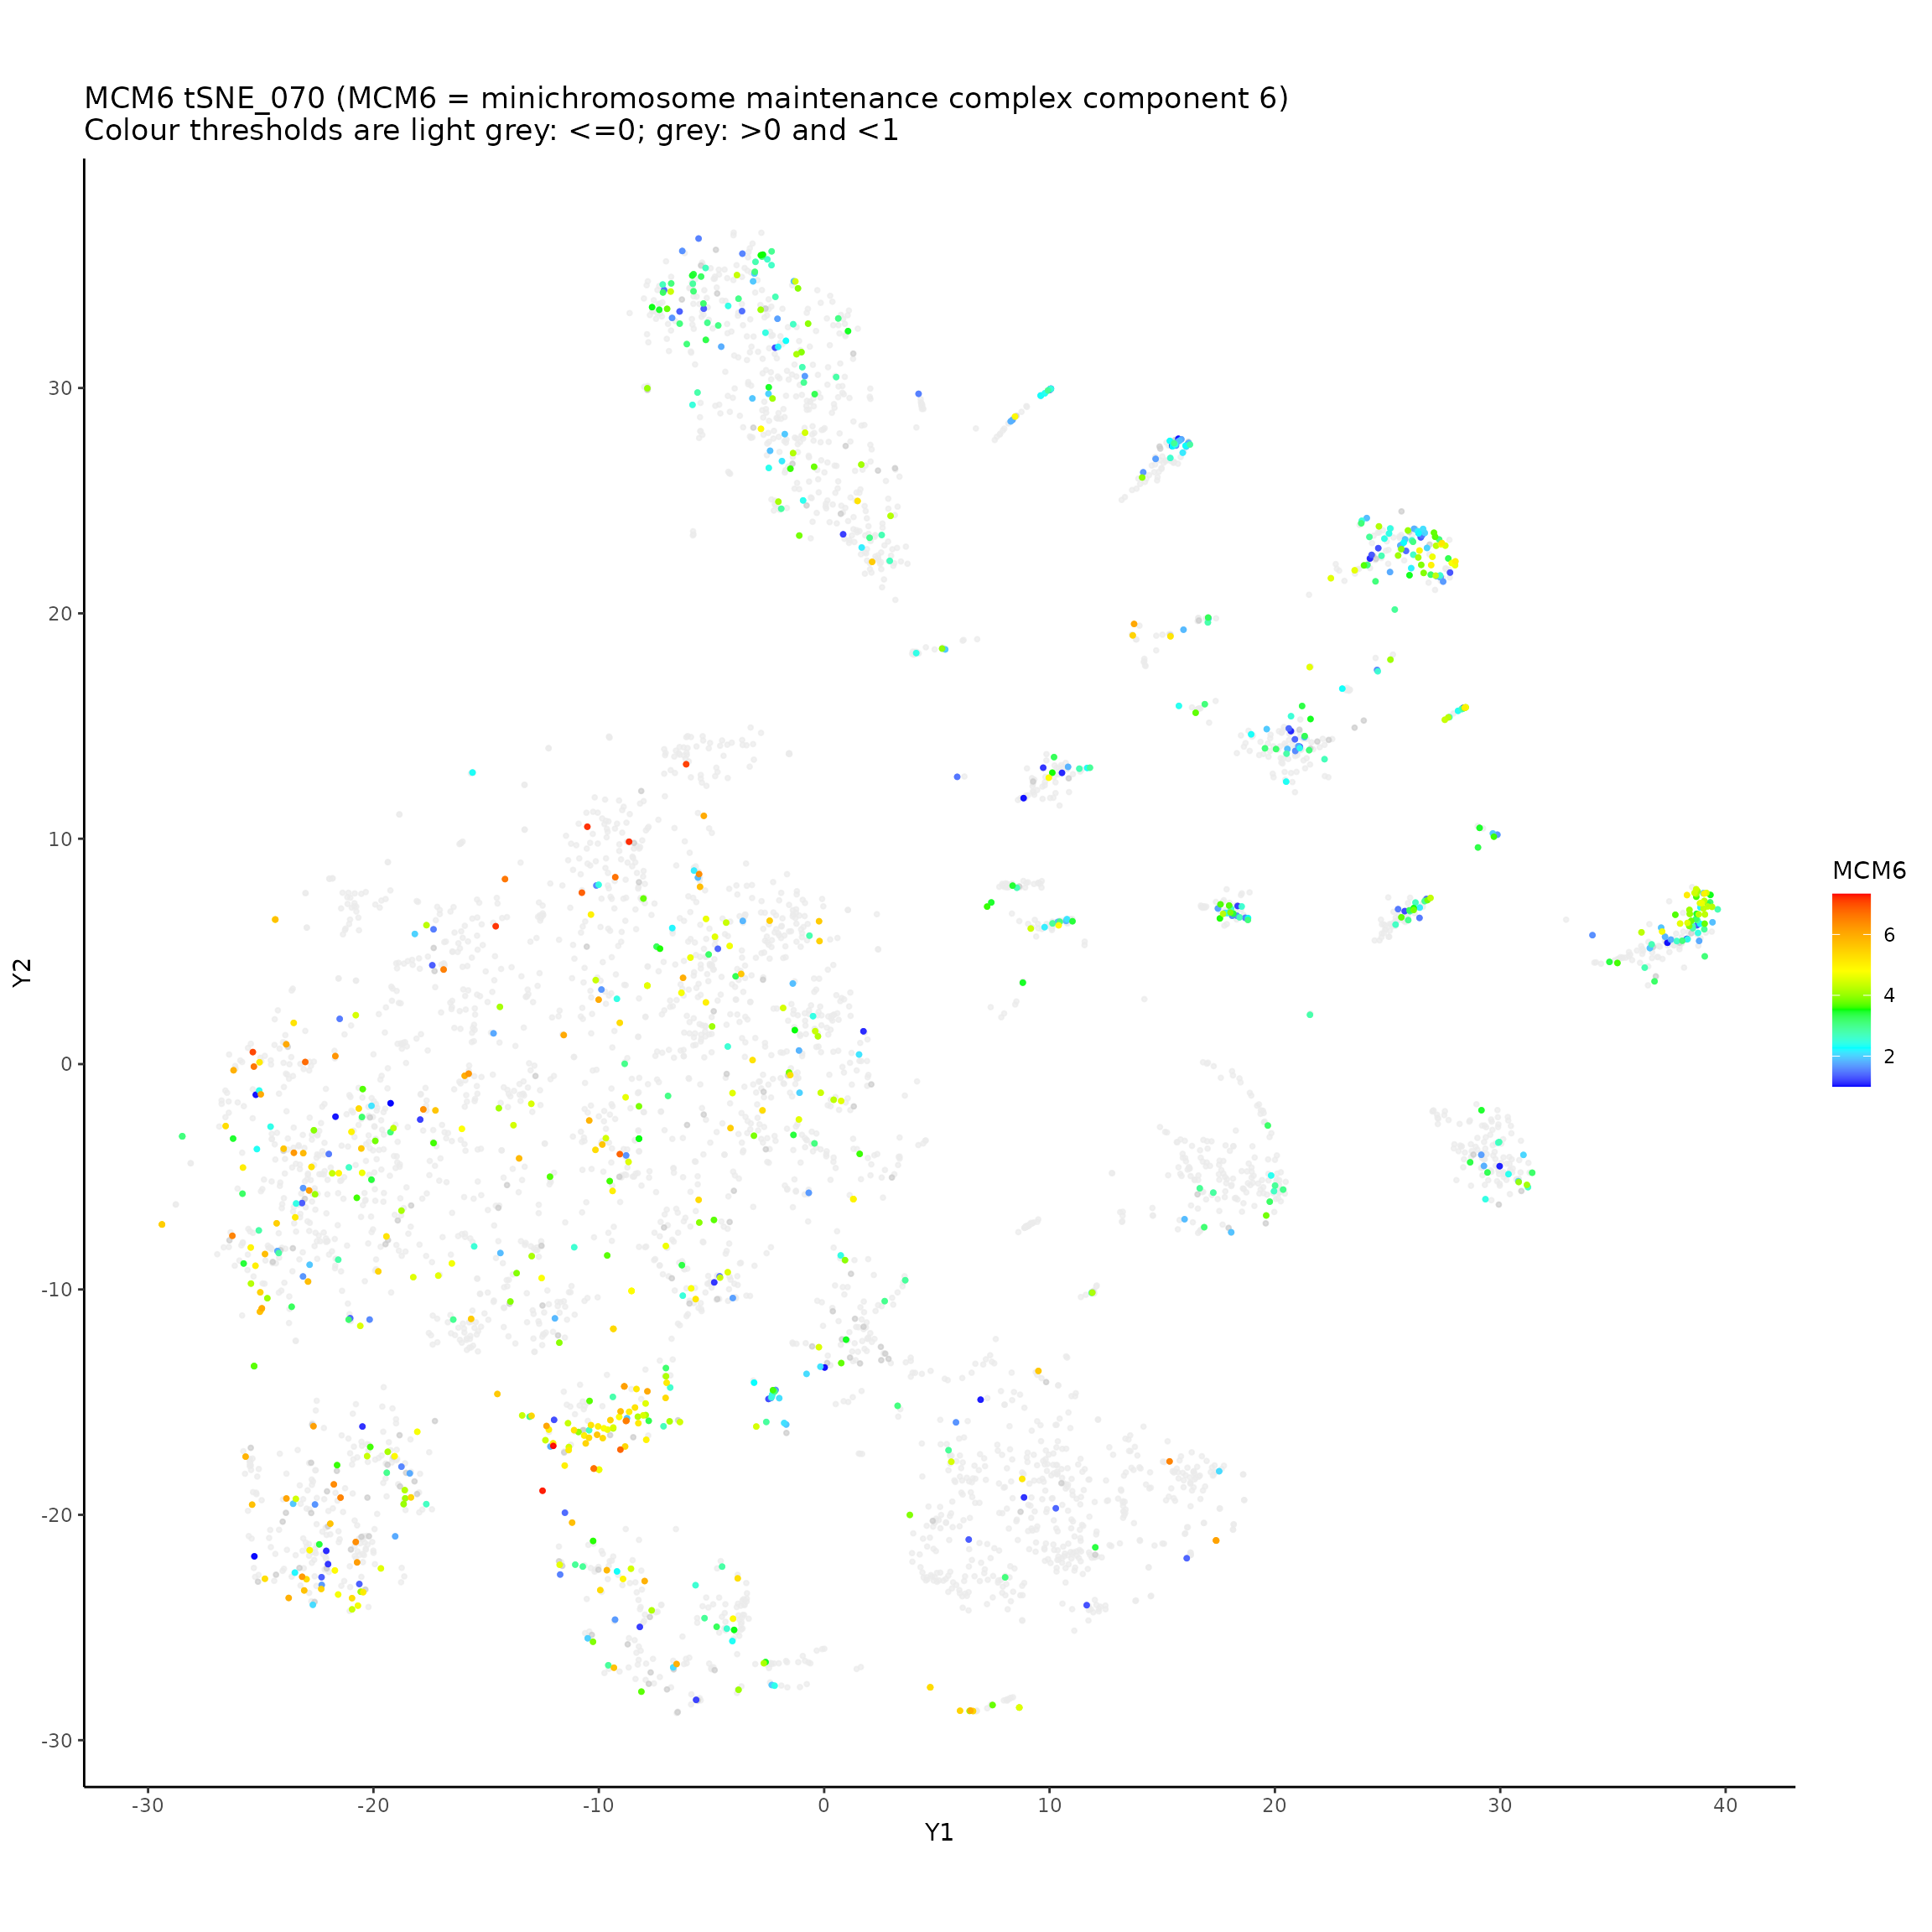 MCM6 tSNE_070 (MCM6 = minichromosome maintenance complex component 6)
Colour thresholds are light grey: <=0; grey: >0 and <1
Y2
30
20
10
0
-10
-20
-30
-30 -20 -10 0 10 20 30 40
Y1
MCM6
6
4
2